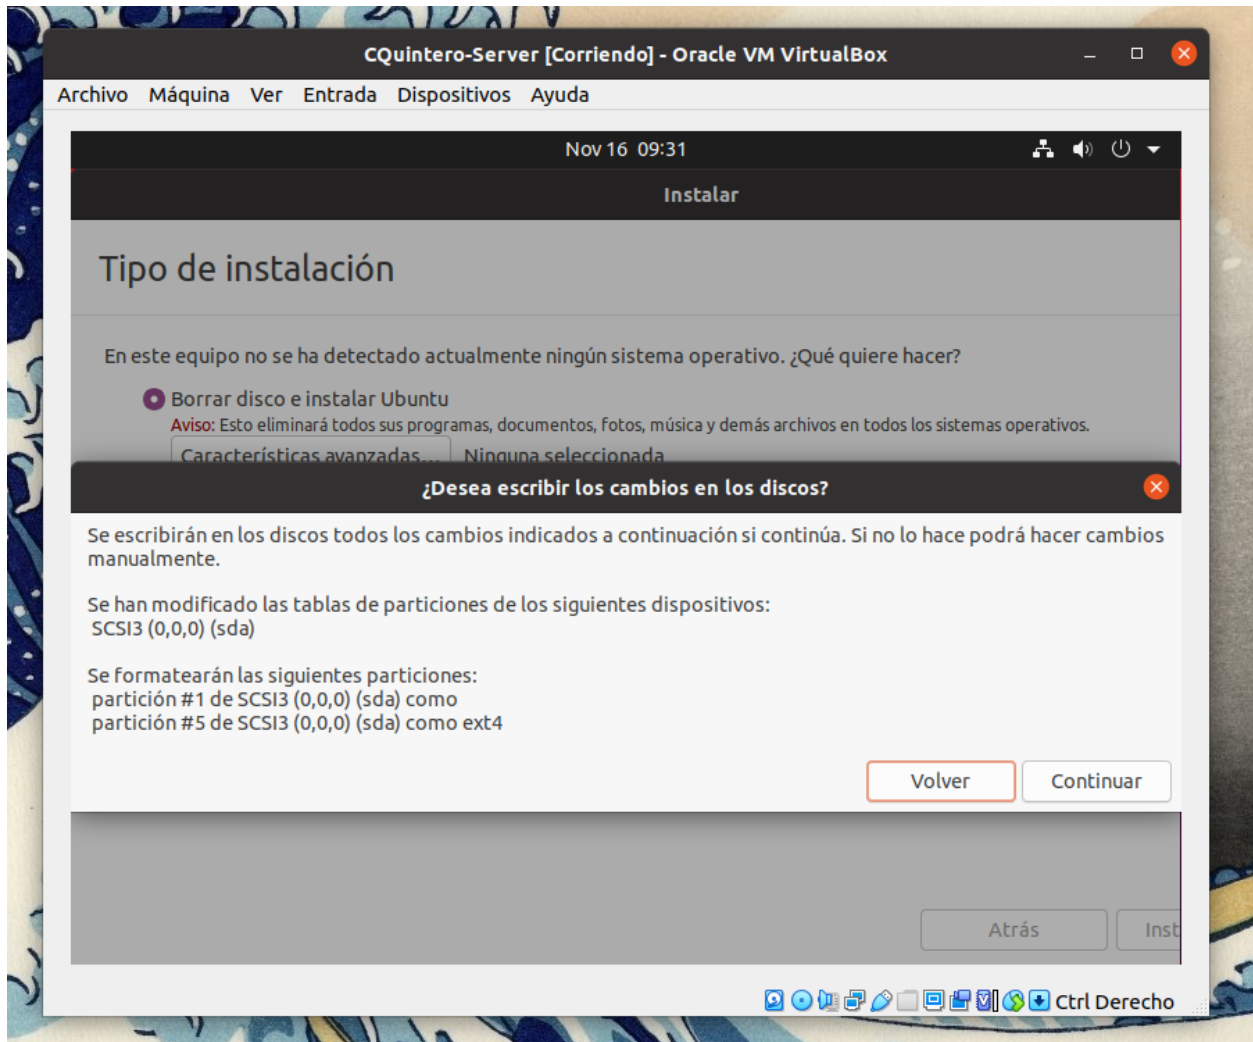 CQuintero-Server [Corriendo] - Oracle VM VirtualBox
Archivo Máquina Ver Entrada Dispositivos Ayuda
Nov 16 09:31
Instalar
Tipo de instalación
En este equipo no se ha detectado actualmente ningún sistema operativo. ¿Qué quiere hacer?
Borrar disco e instalar Ubuntu
Aviso: Esto eliminará todos sus programas, documentos, fotos, música y demás archivos en todos los sistemas operativos.
Características avanzadas... Ninguna seleccionada
¿Desea escribir los cambios en los discos?
Se escribirán en los discos todos los cambios indicados a continuación si continúa. Si no lo hace podrá hacer cambios
manualmente.
Se han modificado las tablas de particiones de los siguientes dispositivos:
SCSI3 (0,0,0) (sda)
Se formatearán las siguientes particiones:
partición #1 de SCSI3 (0,0,0) (sda) como
partición #5 de SCSI3 (0,0,0) (sda) como ext4
Volver Continuar
Atrás Inst
Ctrl Derecho